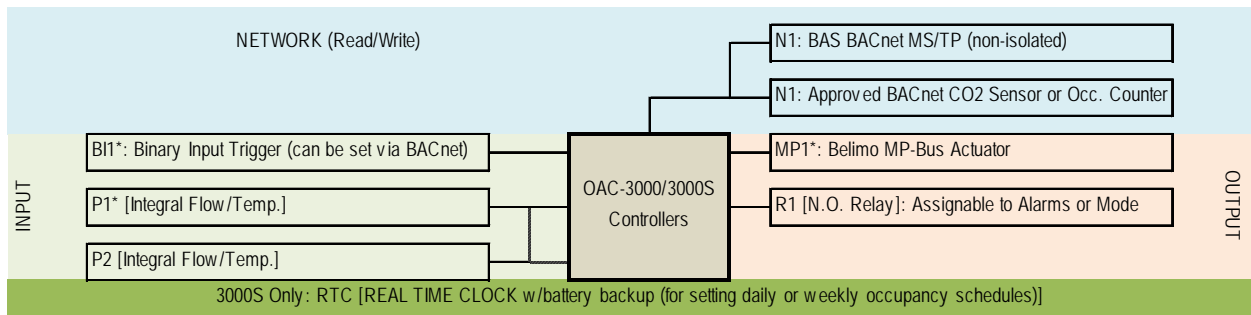 NETWORK (Read/Write)
N1: BAS BACnet MS/TP (non-isolated)
N1: Approved BACnet CO2 Sensor or Occ. Counter
INPUT
BI1*: Binary Input Trigger (can be set via BACnet)
P1* [Integral Flow/Temp.]
P2 [Integral Flow/Temp.]
OAC-3000/3000S
Controllers
MP1*: Belimo MP-Bus Actuator
R1 [N.O. Relay]: Assignable to Alarms or Mode
OUTPUT
3000S Only: RTC [REAL TIME CLOCK w/battery backup (for setting daily or weekly occupancy schedules)]